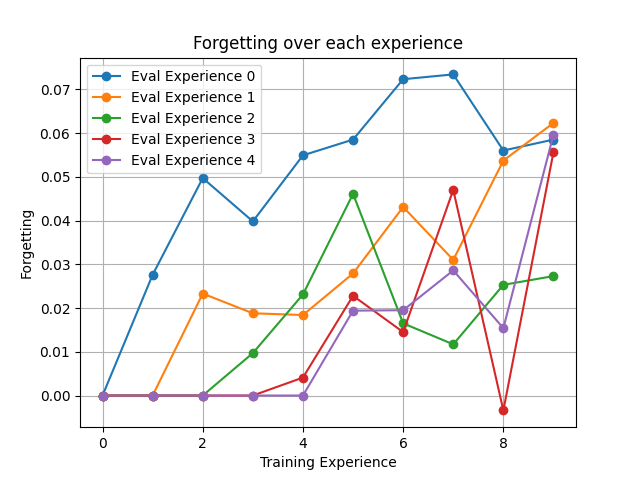 Forgetting over each experience
Eval Experience 0
Eval Experience 1
Eval Experience 2
Eval Experience 3
Eval Experience 4
0.07
0.06
0.05
0.04
0.03
0.02
0.01
0.00
Forgetting
0 2 4 6 8
Training Experience